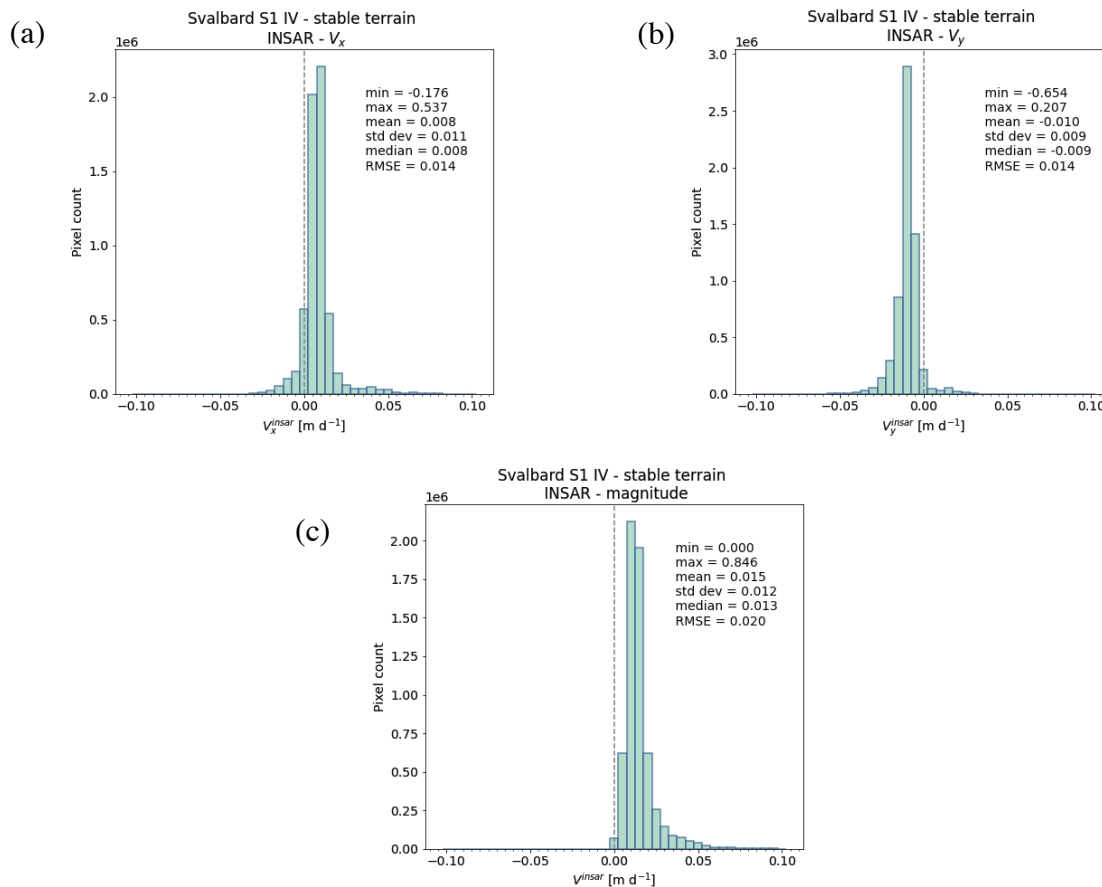 (a)
Svalbard S1 IV - stable terrain
INSAR - Vx
1e6
min = -0.176
max = 0.537
mean = 0.008
std dev = 0.011
median = 0.008
RMSE = 0.014
2.0
1.5
1.0
0.5
0.0
Pixel count
−0.10 −0.05 0.00 0.05 0.10
Vx^insar [m d−1]
(b)
Svalbard S1 IV - stable terrain
INSAR - Vy
1e6
min = -0.654
max = 0.207
mean = -0.010
std dev = 0.009
median = -0.009
RMSE = 0.014
3.0
2.5
2.0
1.5
1.0
0.5
0.0
Pixel count
−0.10 −0.05 0.00 0.05 0.10
Vy^insar [m d−1]
(c)
Svalbard S1 IV - stable terrain
INSAR - magnitude
1e6
min = 0.000
max = 0.846
mean = 0.015
std dev = 0.012
median = 0.013
RMSE = 0.020
2.00
1.75
1.50
1.25
1.00
0.75
0.50
0.25
0.00
Pixel count
−0.10 −0.05 0.00 0.05 0.10
V^insar [m d−1]